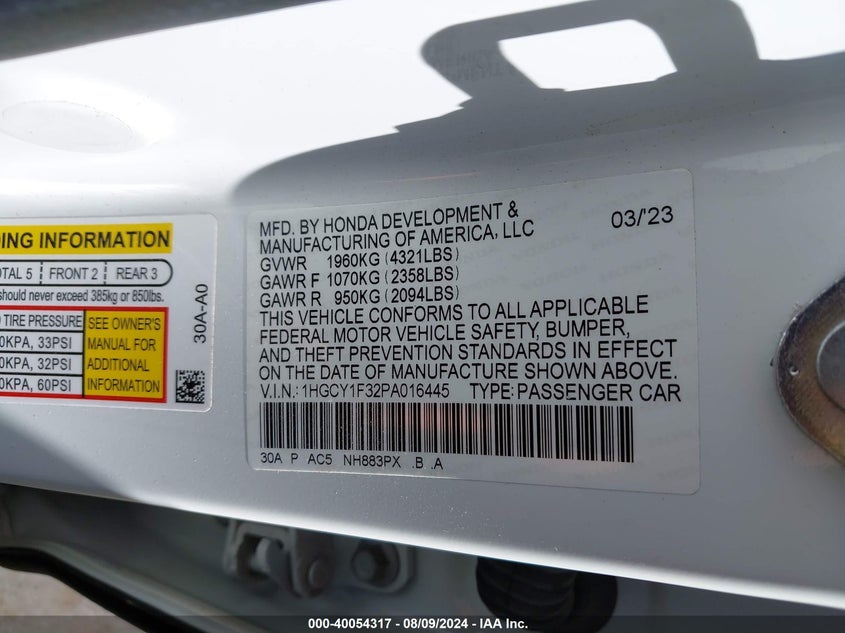 MFD. BY HONDA DEVELOPMENT &
MANUFACTURING OF AMERICA, LLC
03/23
GVWR 1960KG (4321LBS)
GAWR F 1070KG (2358LBS)
GAWR R 950KG (2094LBS)
THIS VEHICLE CONFORMS TO ALL APPLICABLE
FEDERAL MOTOR VEHICLE SAFETY, BUMPER,
AND THEFT PREVENTION STANDARDS IN EFFECT
ON THE DATE OF MANUFACTURE SHOWN ABOVE.
V.I.N.: 1HGCY1F32PA016445 TYPE: PASSENGER CAR
30A P AC5 NH883PX .B .A
INFORMATION
5 FRONT 2 REAR 3
should never exceed 385kg or 850lbs.
TIRE PRESSURE
KPA, 33PSI
KPA, 32PSI
KPA, 60PSI
SEE OWNER'S
MANUAL FOR
ADDITIONAL
INFORMATION
30A-A0
000-40054317 - 08/09/2024 - IAA Holdings, Inc.